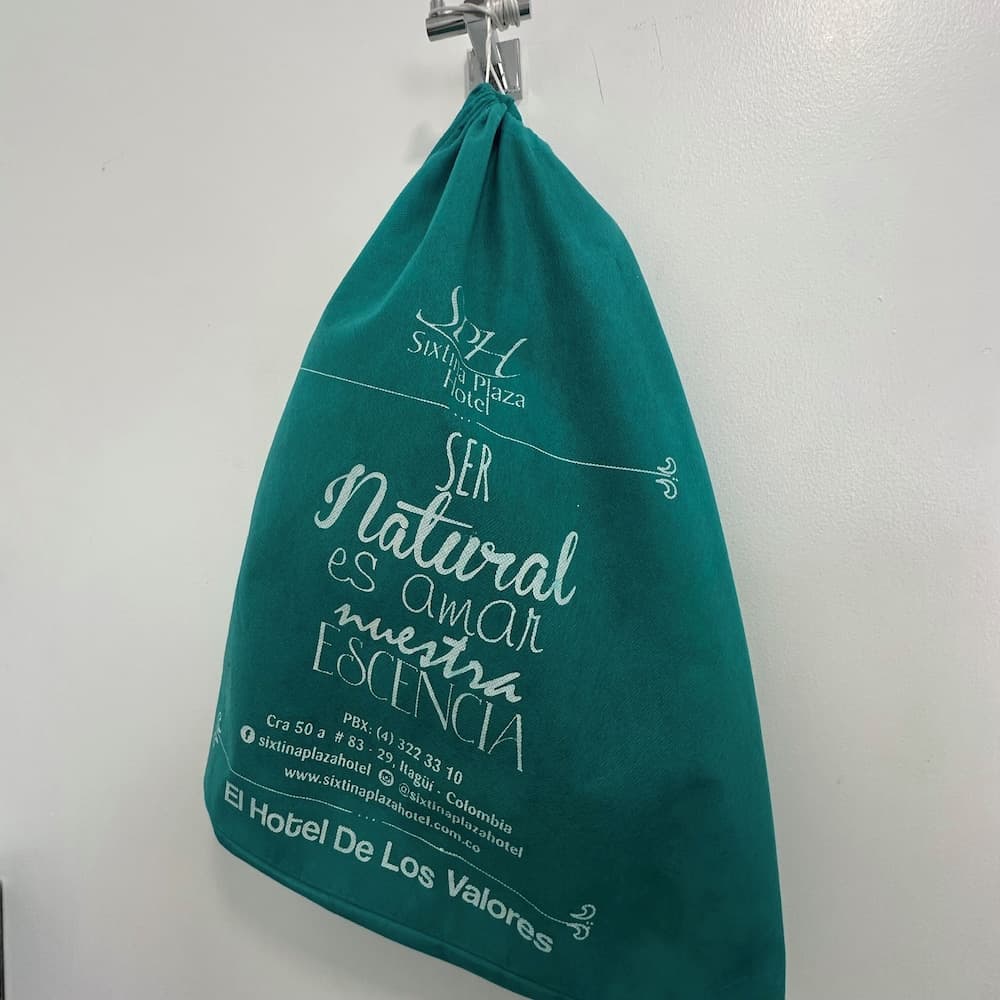 SPH
Sixtina Plaza
Hotel
SER
Natural
es amar
nuestra
ESCENCIA
PBX: (4) 322 33 10
Cra 50 a # 83 - 29, Itagüí - Colombia
sixtinaplazahotel @sixtinaplazahotel
www.sixtinaplazahotel.com.co
El Hotel De Los Valores